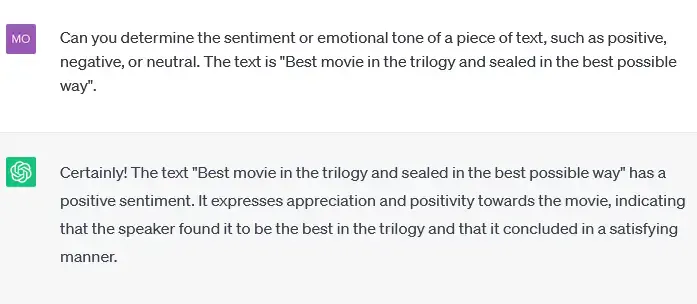 MO
Can you determine the sentiment or emotional tone of a piece of text, such as positive,
negative, or neutral. The text is "Best movie in the trilogy and sealed in the best possible
way".
Certainly! The text "Best movie in the trilogy and sealed in the best possible way" has a
positive sentiment. It expresses appreciation and positivity towards the movie, indicating
that the speaker found it to be the best in the trilogy and that it concluded in a satisfying
manner.